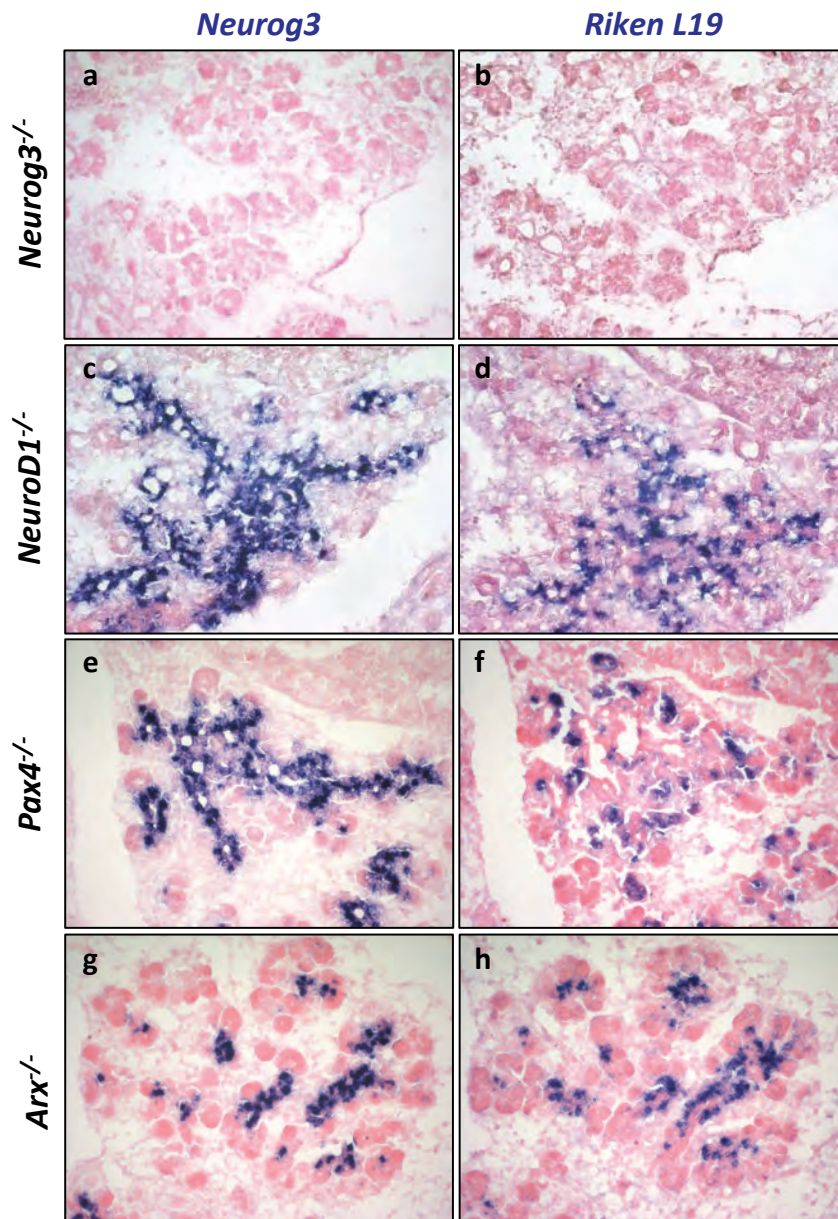 Neurog3 Riken L19
a b
Neurog3-/-
c d
NeuroD1-/-
e f
Pax4-/-
g h
Arx-/-